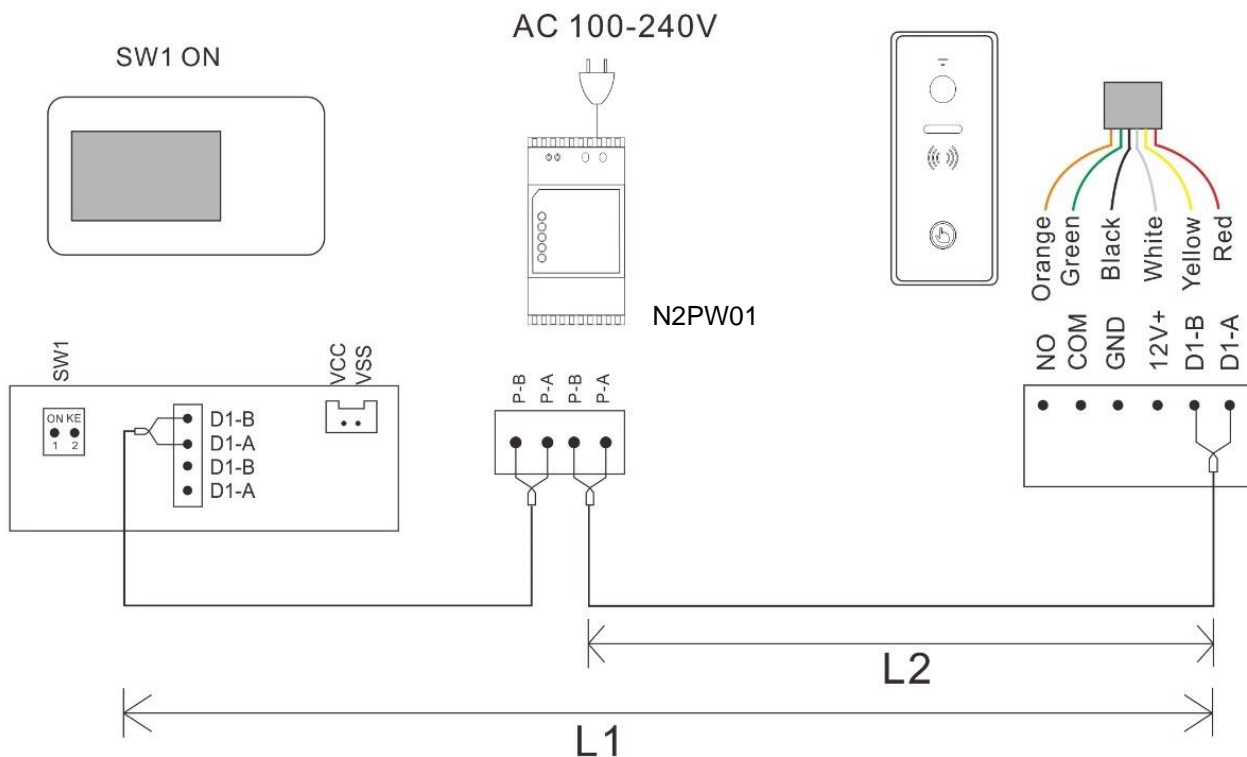 AC 100-240V
SW1 ON
N2PW01
Orange
Green
Black
White
Yellow
Red
NO
COM
GND
12V+
D1-B
D1-A
SW1
VCC
VSS
P-B
P-A
P-B
P-A
ON KE
1 2
D1-B
D1-A
D1-B
D1-A
L2
L1